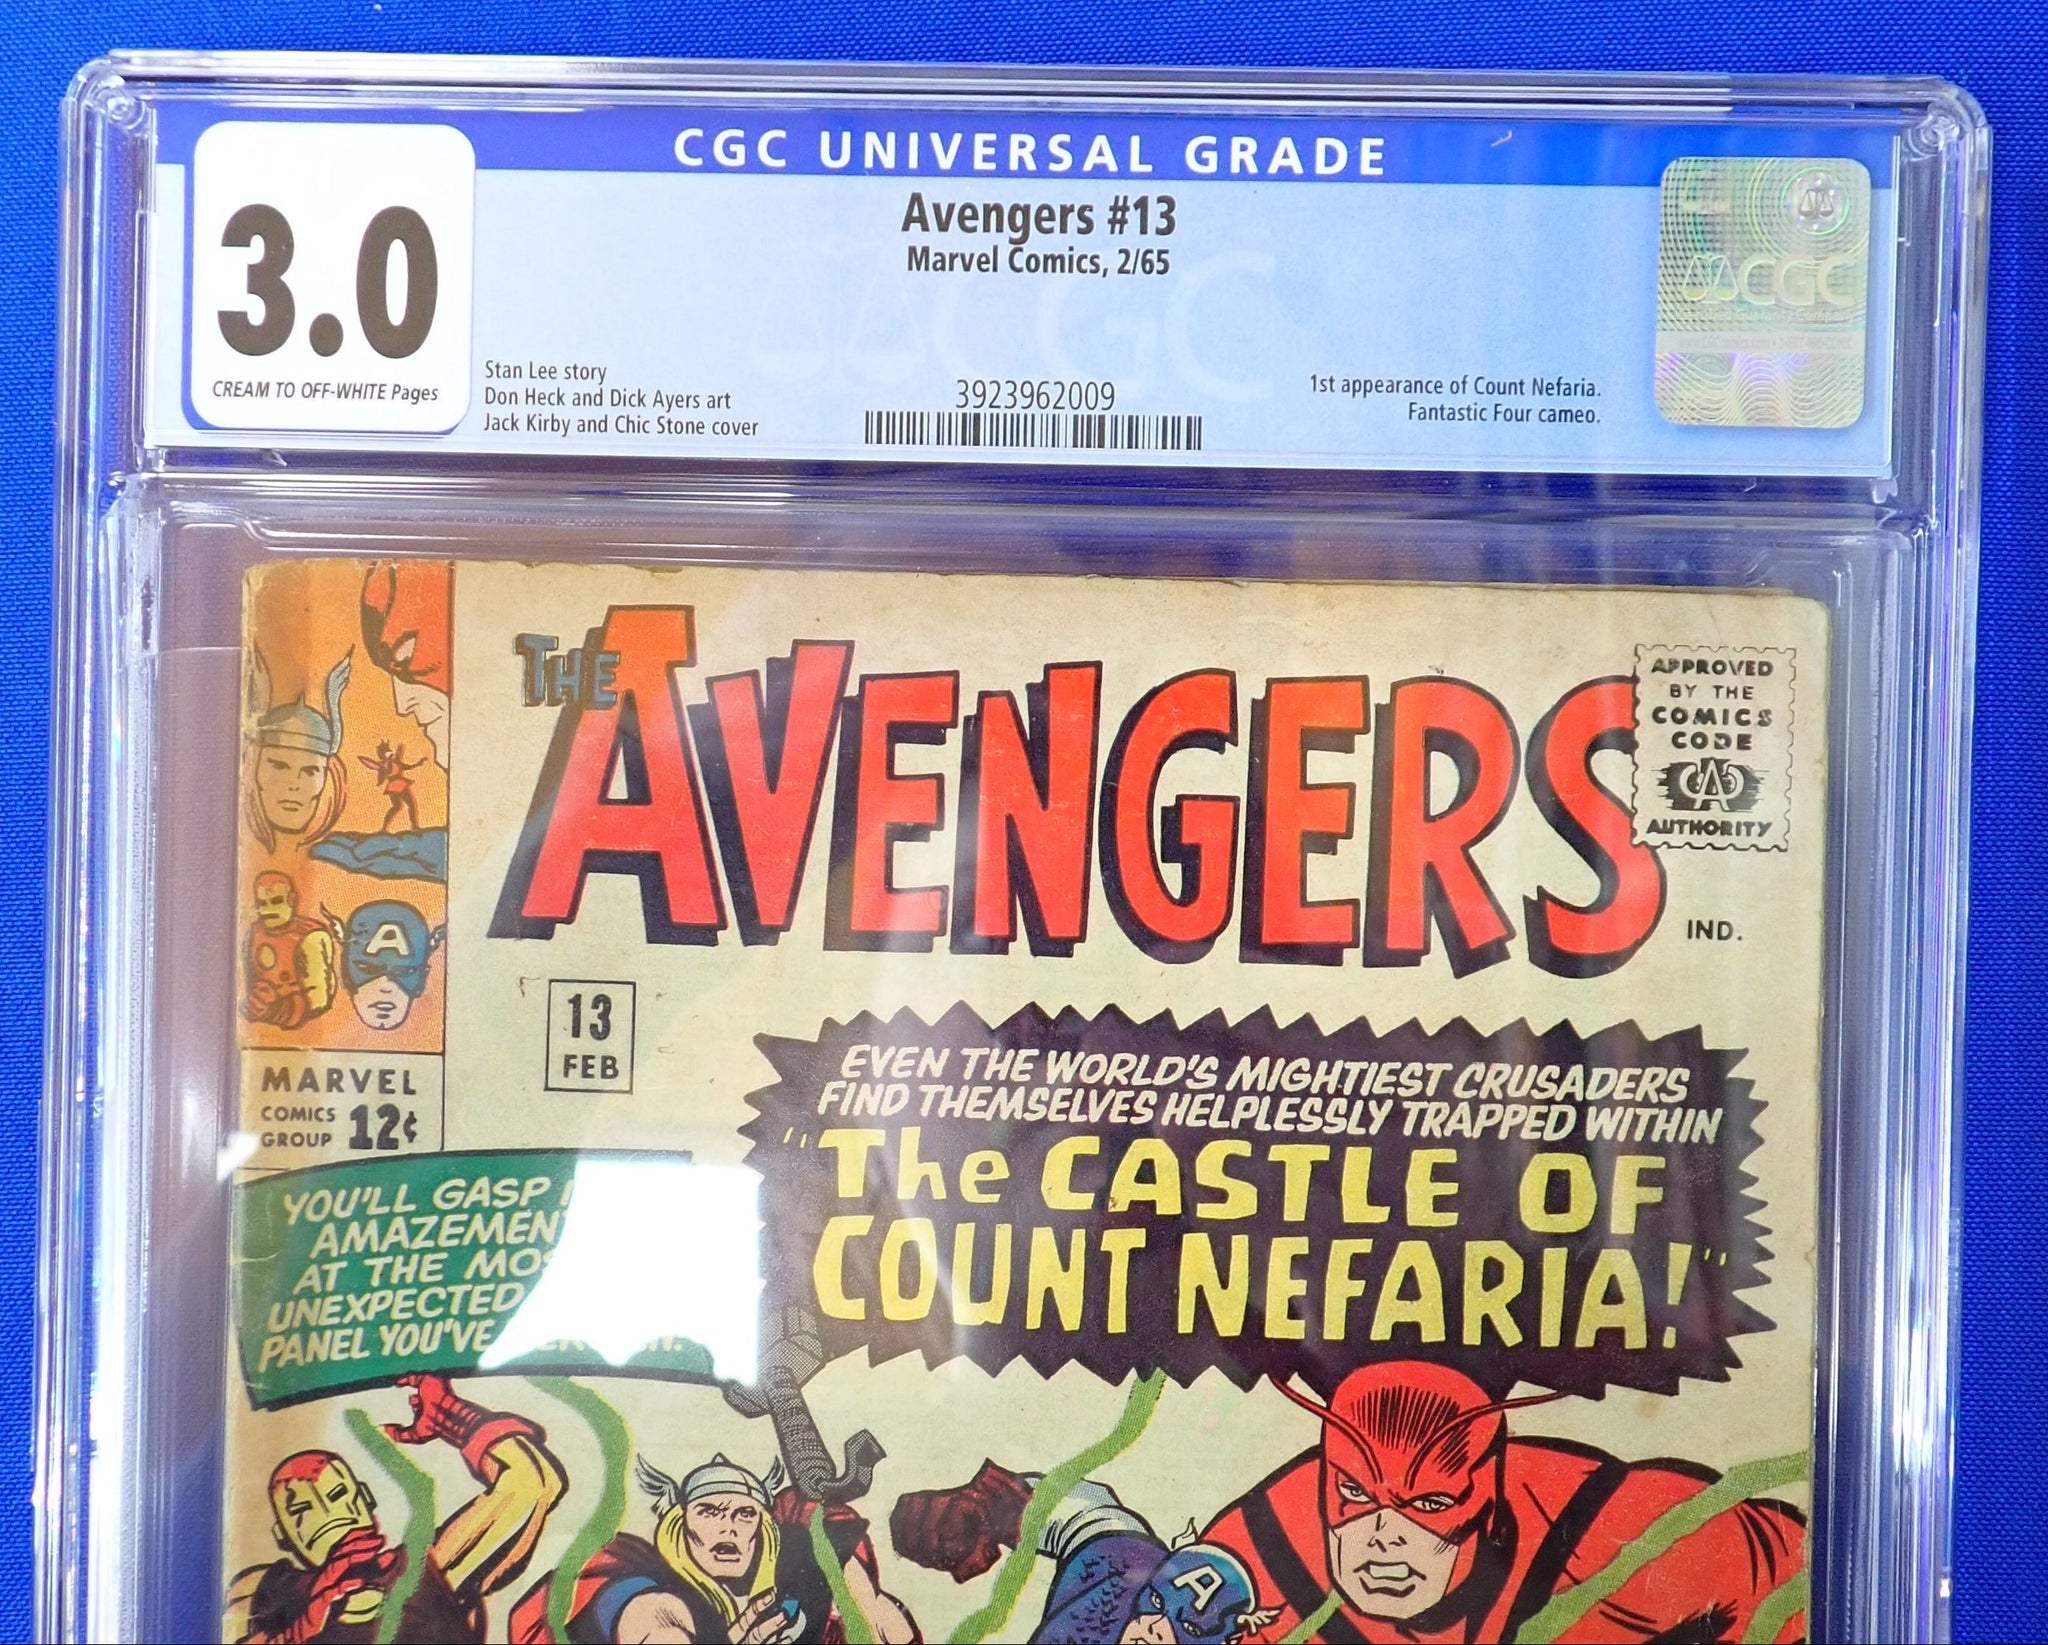 CGC UNIVERSAL GRADE
3.0
CREAM TO OFF-WHITE Pages
Avengers #13
Marvel Comics, 2/65
Stan Lee story
Don Heck and Dick Ayers art
Jack Kirby and Chic Stone cover
3923962009
1st appearance of Count Nefaria.
Fantastic Four cameo.
CGC
THE
AVENGERS
APPROVED
BY THE
COMICS
CODE
CA
AUTHORITY
IND.
13
FEB
MARVEL
COMICS
GROUP 12¢
A
EVEN THE WORLD'S MIGHTIEST CRUSADERS
FIND THEMSELVES HELPLESSLY TRAPPED WITHIN
"The CASTLE OF
COUNT NEFARIA!"
YOU'LL GASP
AMAZEMENT
AT THE
UNEXPECTED
PANEL YOU'VE
A